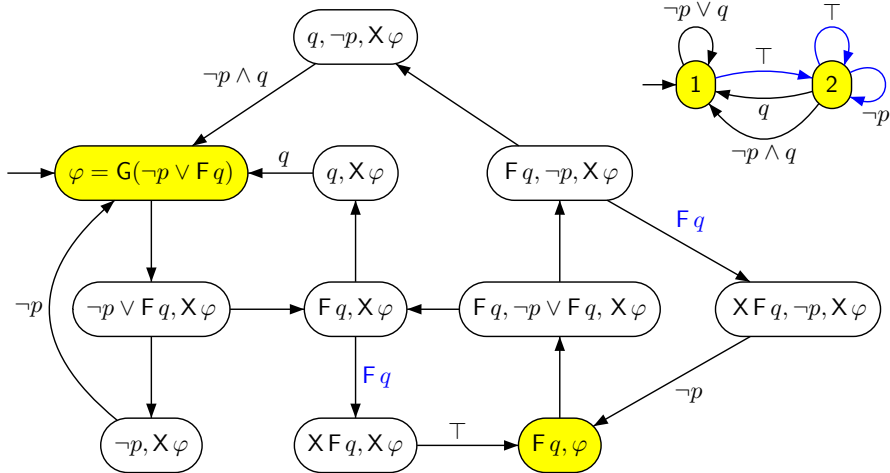 ¬p ∨ q
⊤
q, ¬p, X φ
⊤
1
2
¬p ∧ q
q
¬p
¬p ∧ q
φ = G(¬p ∨ F q)
q
q, X φ
F q, ¬p, X φ
F q
¬p
¬p ∨ F q, X φ
F q, X φ
F q, ¬p ∨ F q, X φ
X F q, ¬p, X φ
F q
¬p
¬p, X φ
X F q, X φ
⊤
F q, φ